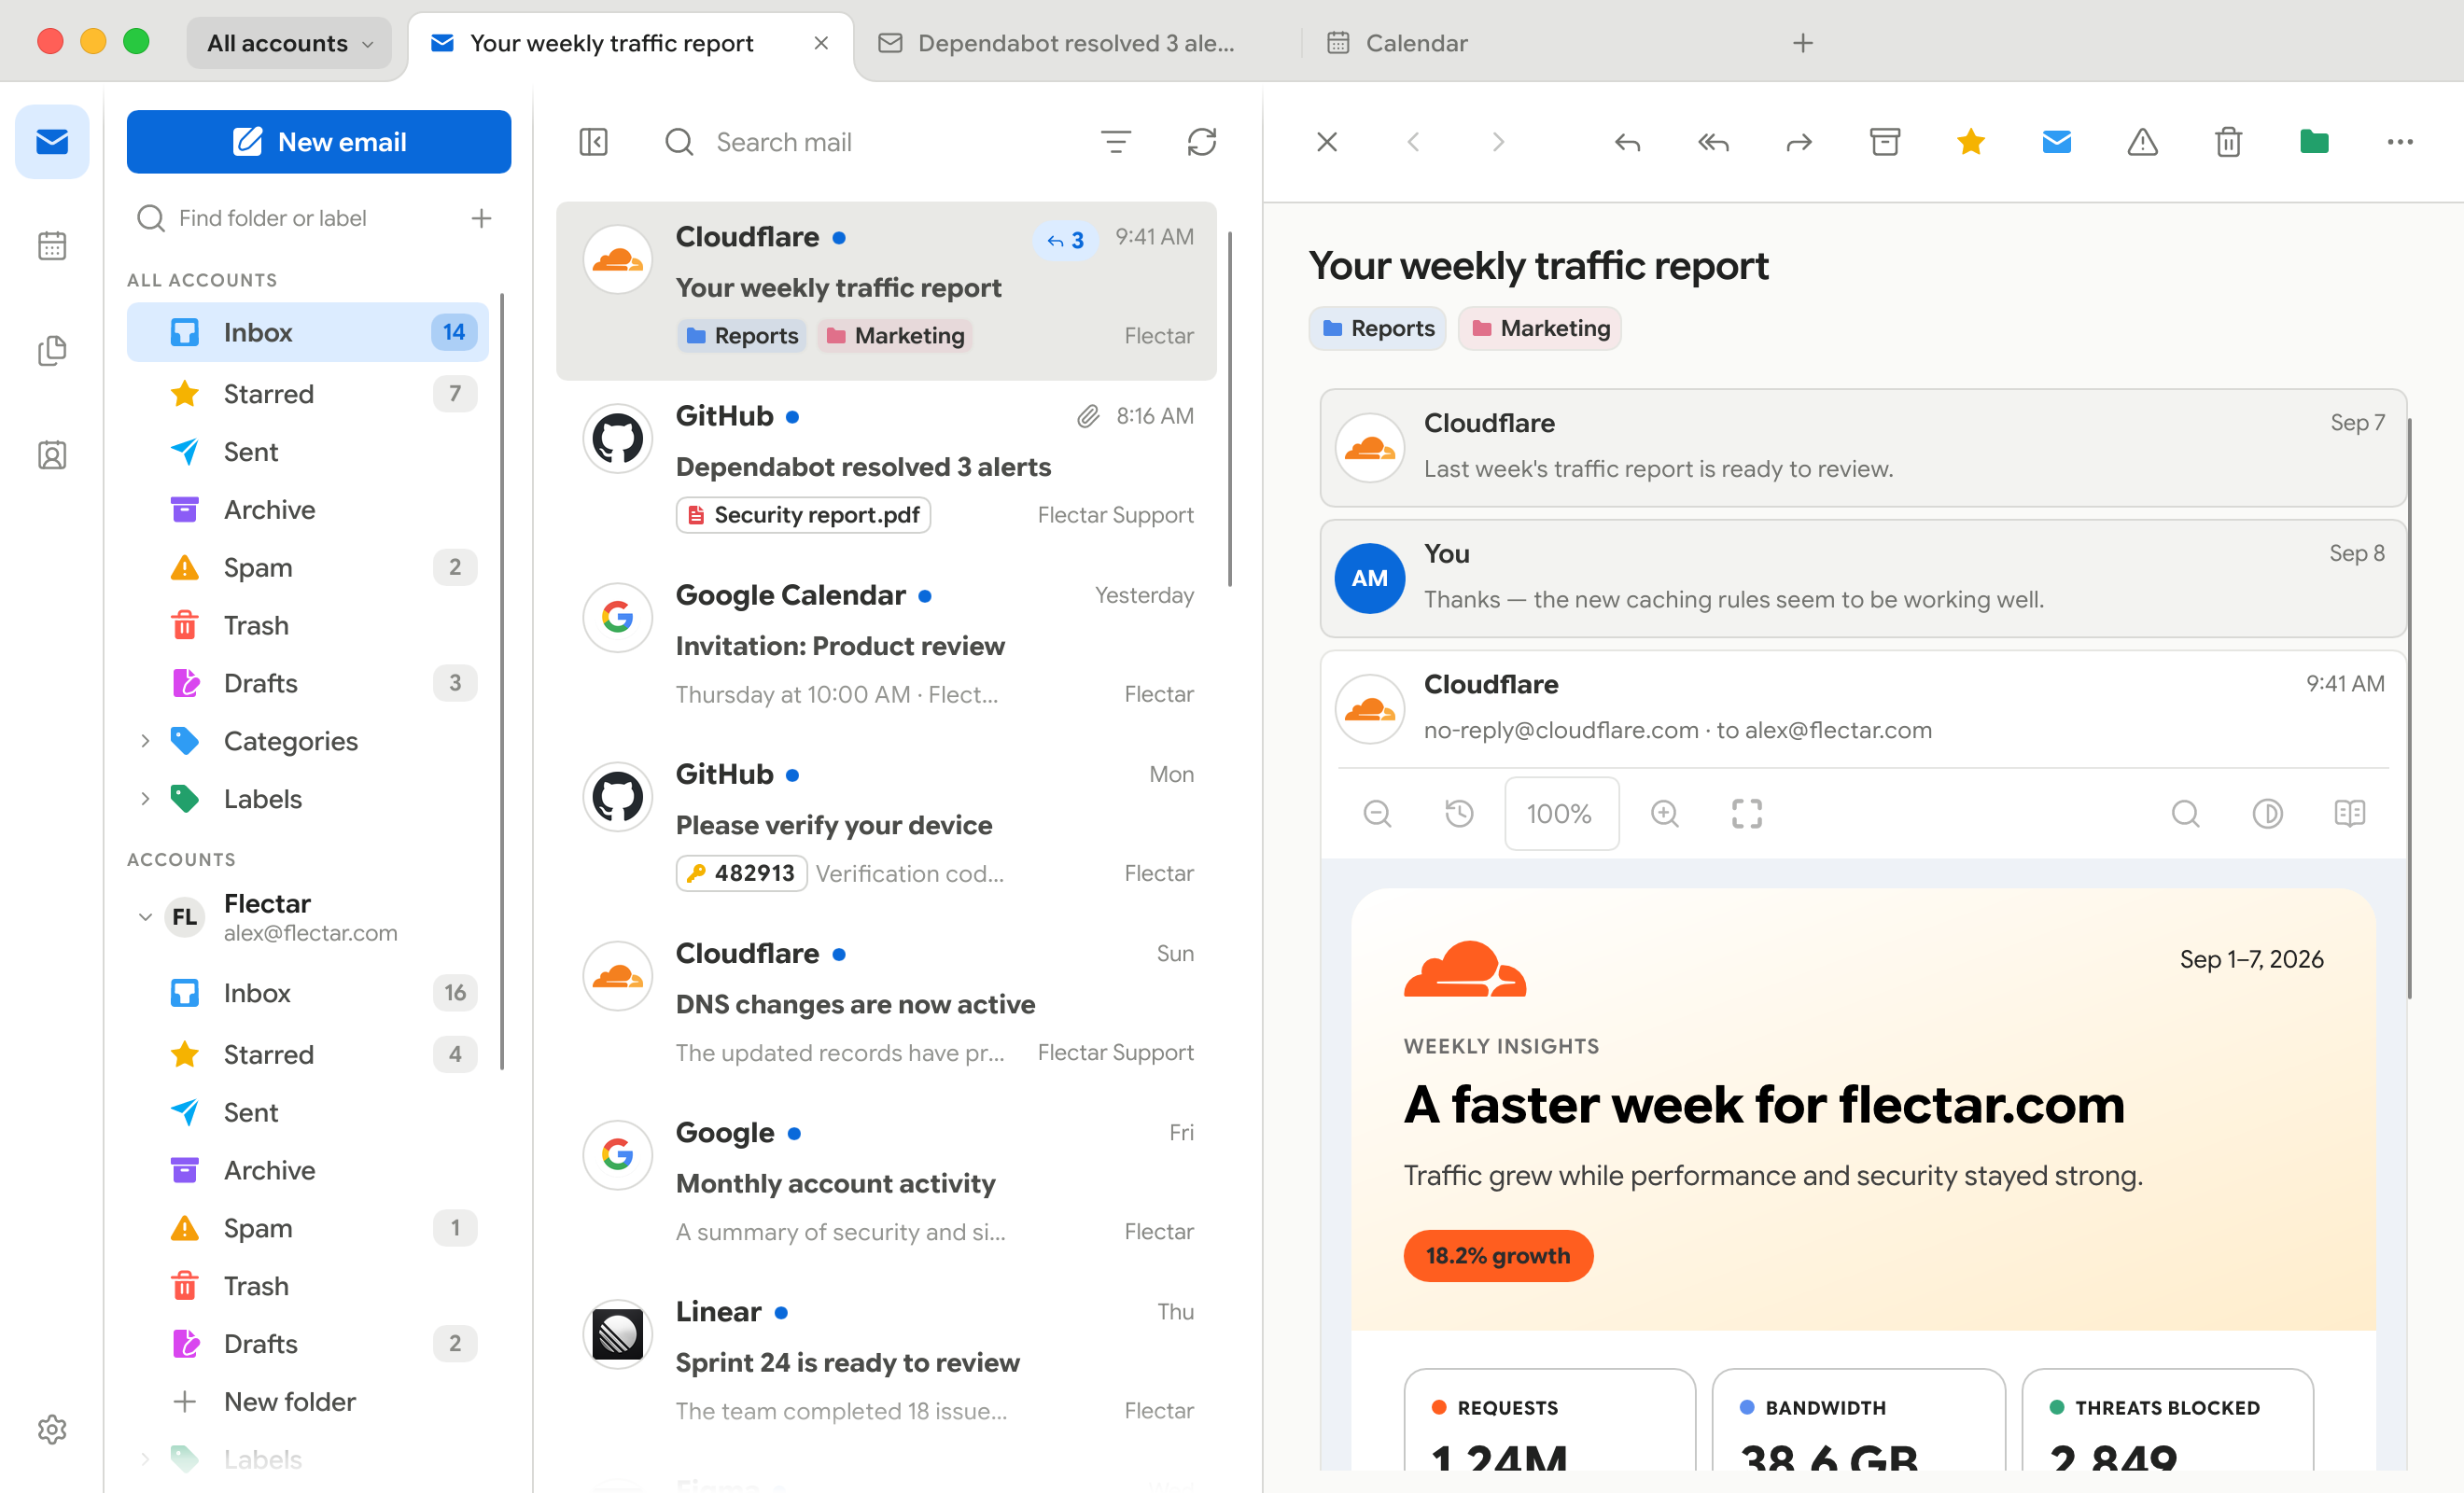 All accounts
Your weekly traffic report
Dependabot resolved 3 ale...
Calendar
New email
Find folder or label
ALL ACCOUNTS
Inbox 14
Starred 7
Sent
Archive
Spam 2
Trash
Drafts 3
Categories
Labels
ACCOUNTS
FL Flectar
alex@flectar.com
Inbox 16
Starred 4
Sent
Archive
Spam 1
Trash
Drafts 2
New folder
Labels
Search mail
Cloudflare 3 9:41 AM
Your weekly traffic report
Reports Marketing Flectar
GitHub 8:16 AM
Dependabot resolved 3 alerts
Security report.pdf Flectar Support
Google Calendar Yesterday
Invitation: Product review
Thursday at 10:00 AM · Flect... Flectar
GitHub Mon
Please verify your device
482913 Verification cod... Flectar
Cloudflare Sun
DNS changes are now active
The updated records have pr... Flectar Support
Google Fri
Monthly account activity
A summary of security and si... Flectar
Linear Thu
Sprint 24 is ready to review
The team completed 18 issue... Flectar
Your weekly traffic report
Reports Marketing
Cloudflare Sep 7
Last week's traffic report is ready to review.
AM You Sep 8
Thanks — the new caching rules seem to be working well.
Cloudflare 9:41 AM
no-reply@cloudflare.com · to alex@flectar.com
100%
Sep 1–7, 2026
WEEKLY INSIGHTS
A faster week for flectar.com
Traffic grew while performance and security stayed strong.
18.2% growth
REQUESTS BANDWIDTH THREATS BLOCKED
1.24M 38.6 GB 2,849